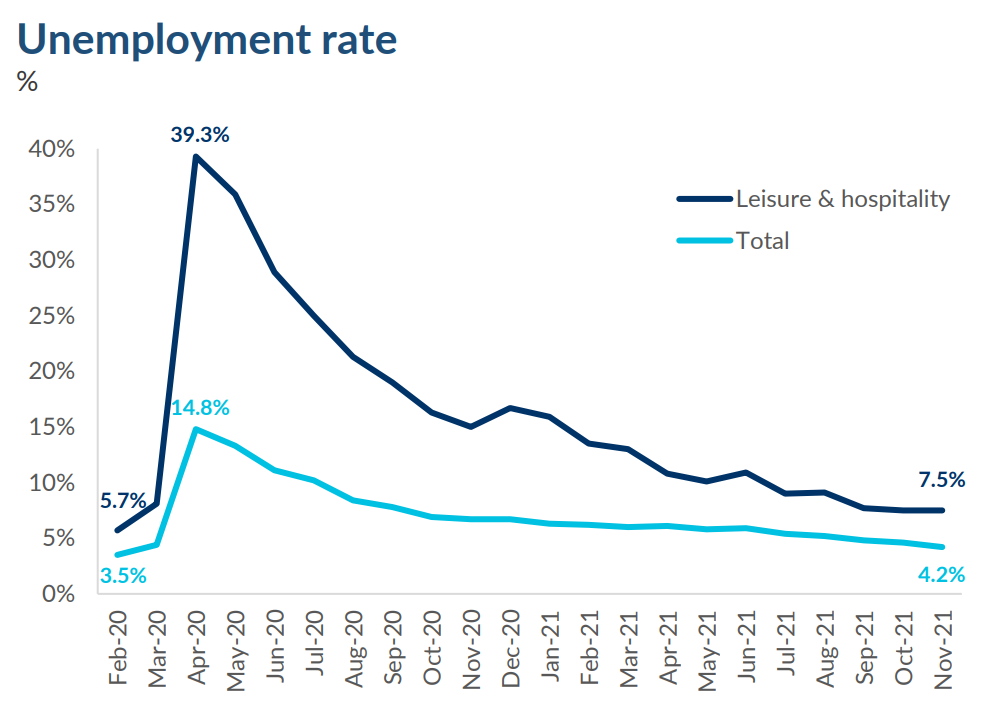 Unemployment rate
%
39.3%
40%
35%
Leisure & hospitality
Total
30%
25%
20%
14.8%
15%
10%
7.5%
5.7%
5%
3.5%
4.2%
0%
Feb-20
Mar-20
Apr-20
May-20
Jun-20
Jul-20
Aug-20
Sep-20
Oct-20
Nov-20
Dec-20
Jan-21
Feb-21
Mar-21
Apr-21
May-21
Jun-21
Jul-21
Aug-21
Sep-21
Oct-21
Nov-21